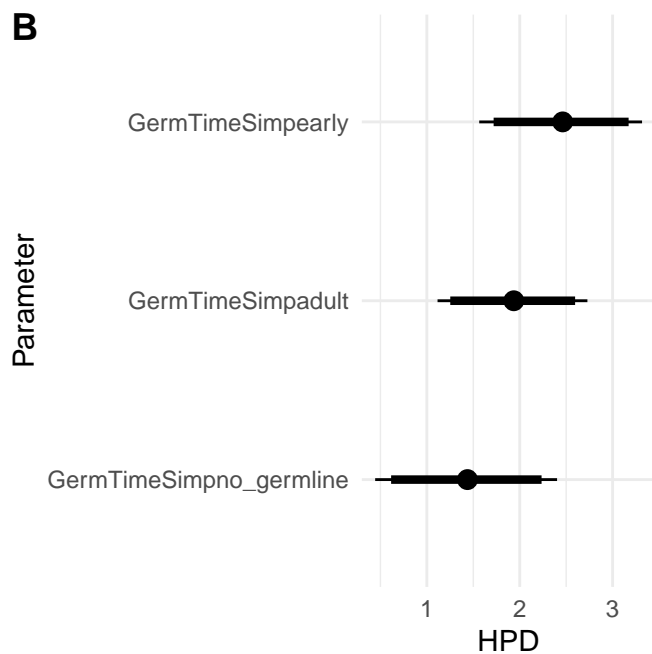 B
GermTimeSimpearly
GermTimeSimpadult
GermTimeSimpno_germline
Parameter
1 2 3
HPD